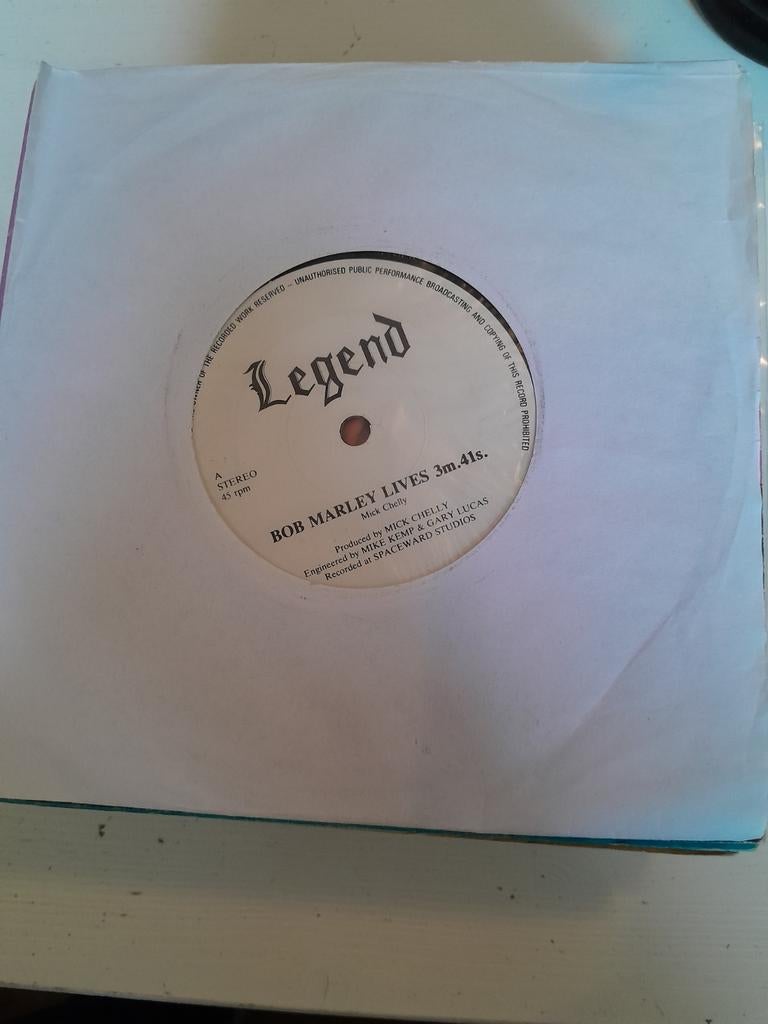 OF THE RECORDED WORK RESERVED – UNAUTHORISED PUBLIC PERFORMANCE BROADCASTING AND COPYING OF THIS RECORD PROHIBITED
Legend
A
STEREO
45 rpm
BOB MARLEY LIVES 3m.41s.
Mick Chelly
Produced by MICK CHELLY
Engineered by MIKE KEMP & GARY LUCAS
Recorded at SPACEWARD STUDIOS